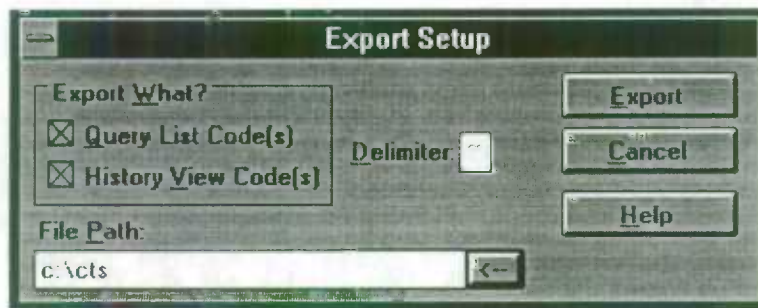 Export Setup
Export What?
Query List Code(s)
History View Code(s)
Delimiter:
Export
Cancel
Help
File Path:
c:\cts
<--